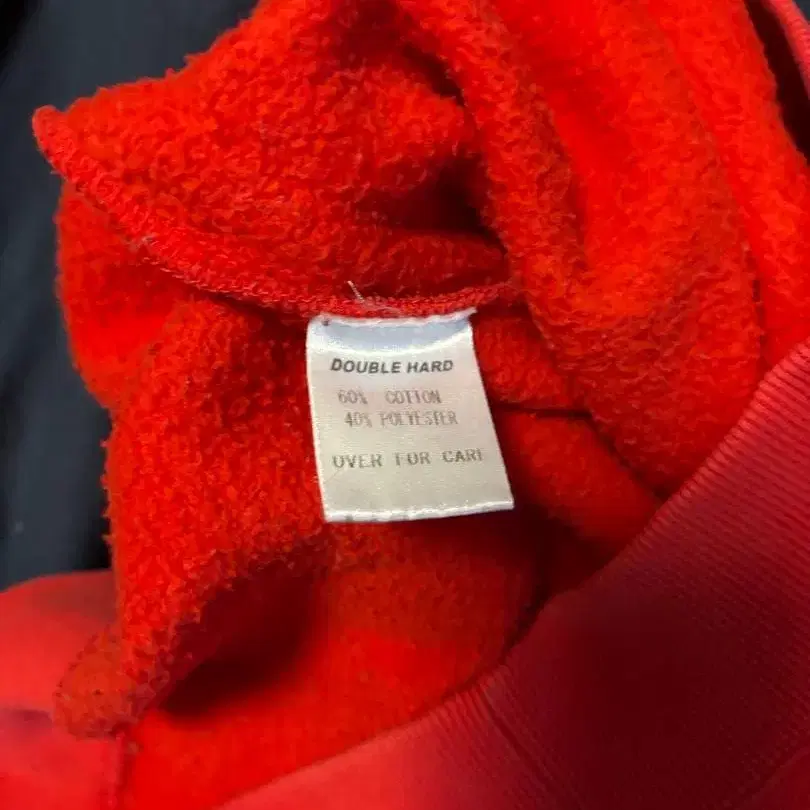 DOUBLE HARD
60% COTTON
40% POLYESTER
OVER FOR CARE